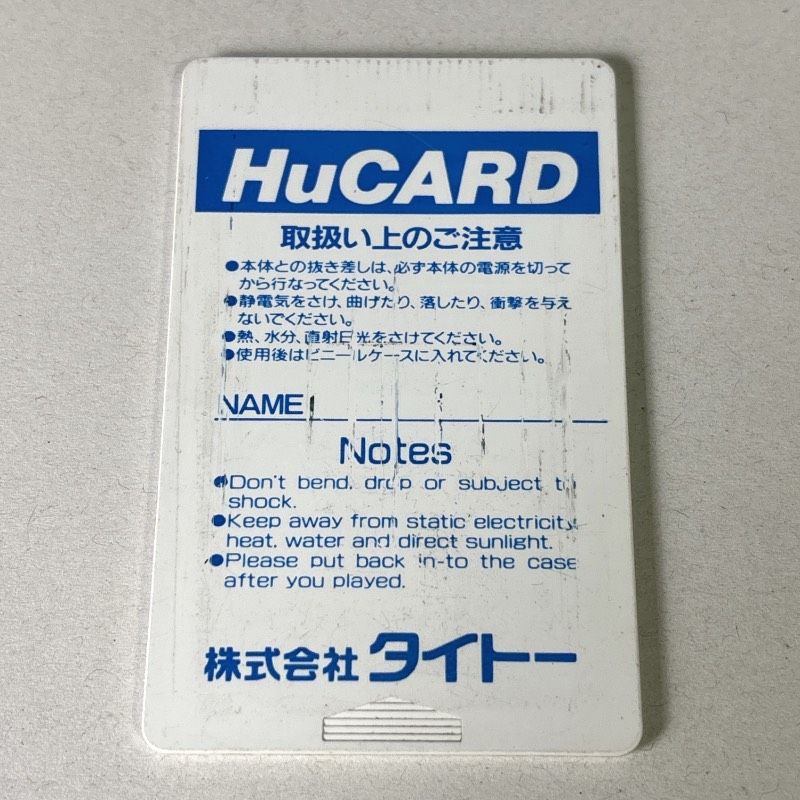 HuCARD
取扱い上のご注意
●本体との抜き差しは、必ず本体の電源を切って
から行なってください。
●静電気をさけ、曲げたり、落したり、衝撃を与え
ないでください。
●熱、水分、直射日光をさけてください。
●使用後はビニールケースに入れてください。
NAME
Notes
●Don't bend, drop or subject to
shock.
●Keep away from static electricity,
heat, water and direct sunlight.
●Please put back in-to the case
after you played.
株式会社タイトー